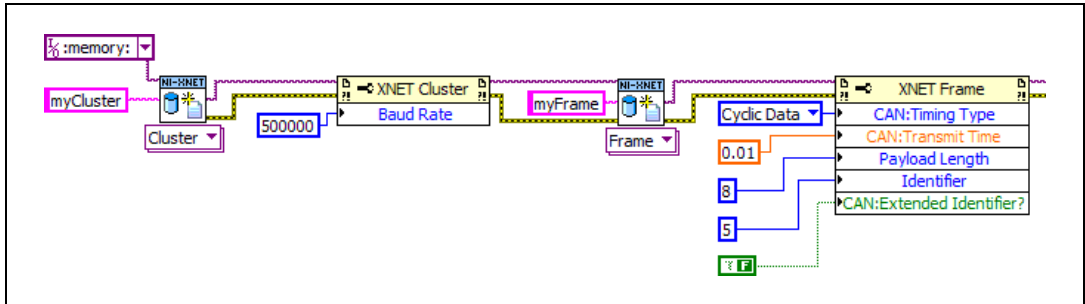 I/O :memory:
NI-XNET
myCluster
Cluster
XNET Cluster
Baud Rate
500000
NI-XNET
myFrame
Frame
XNET Frame
CAN:Timing Type
CAN:Transmit Time
Payload Length
Identifier
CAN:Extended Identifier?
Cyclic Data
0.01
8
5
F